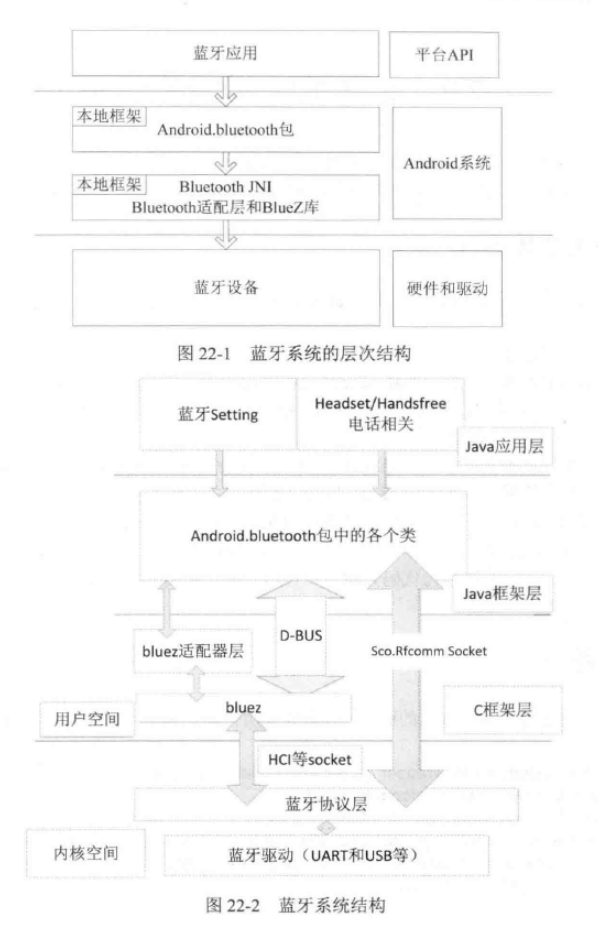 蓝牙应用
平台API
本地框架
Android.bluetooth包
本地框架
Bluetooth JNI
Bluetooth适配层和BlueZ库
Android系统
蓝牙设备
硬件和驱动
图 22-1 蓝牙系统的层次结构
蓝牙Setting
Headset/Handsfree
电话相关
Java应用层
Android.bluetooth包中的各个类
Java框架层
D-BUS
bluez适配器层
Sco.Rfcomm Socket
bluez
用户空间
C框架层
HCI等socket
蓝牙协议层
内核空间
蓝牙驱动（UART和USB等）
图 22-2 蓝牙系统结构